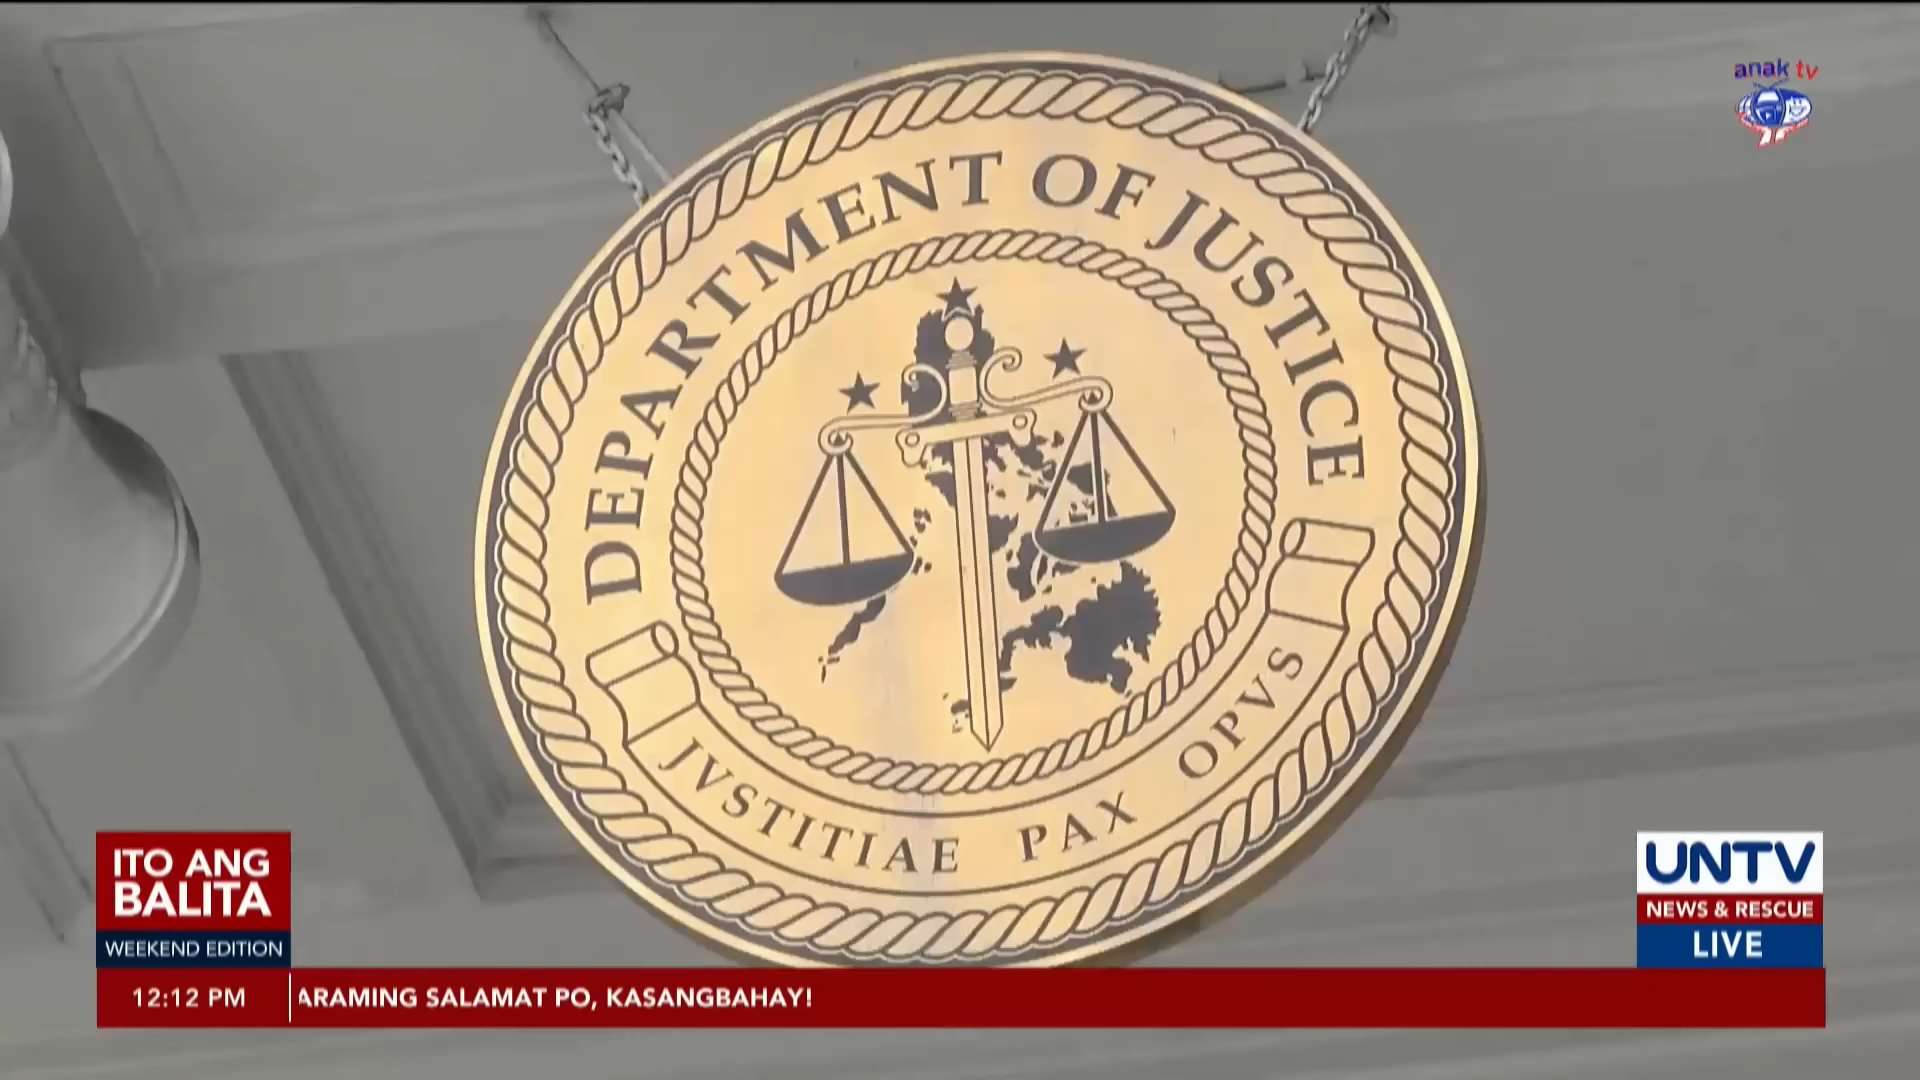 anak tv
DEPARTMENT OF JUSTICE
JVSTITIAE PAX OPVS
ITO ANG
BALITA
WEEKEND EDITION
UNTV
NEWS & RESCUE
LIVE
12:12 PM
ARAMING SALAMAT PO, KASANGBAHAY!